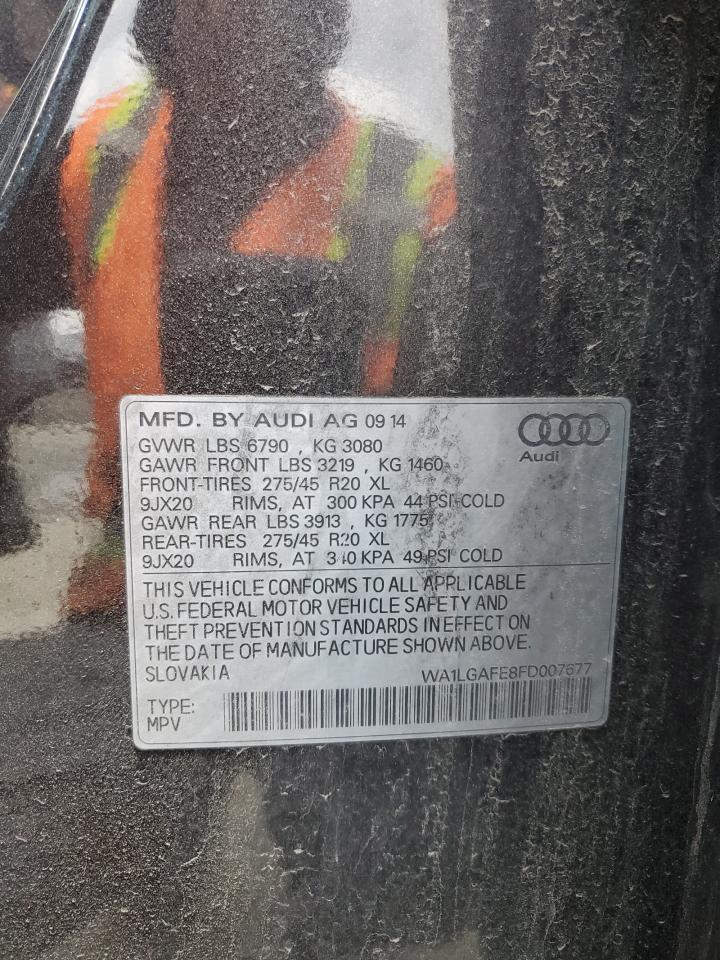 MFD. BY AUDI AG 09 14
GVWR LBS 6790 , KG 3080
GAWR FRONT LBS 3219 , KG 1460
FRONT-TIRES 275/45 R20 XL
9JX20 RIMS, AT 300 KPA 44 PSI-COLD
GAWR REAR LBS 3913 , KG 1775
REAR-TIRES 275/45 R20 XL
9JX20 RIMS, AT 340 KPA 49 PSI COLD
Audi
THIS VEHICLE CONFORMS TO ALL APPLICABLE
U.S. FEDERAL MOTOR VEHICLE SAFETY AND
THEFT PREVENTION STANDARDS IN EFFECT ON
THE DATE OF MANUFACTURE SHOWN ABOVE.
SLOVAKIA WA1LGAFE8FD007677
TYPE:
MPV